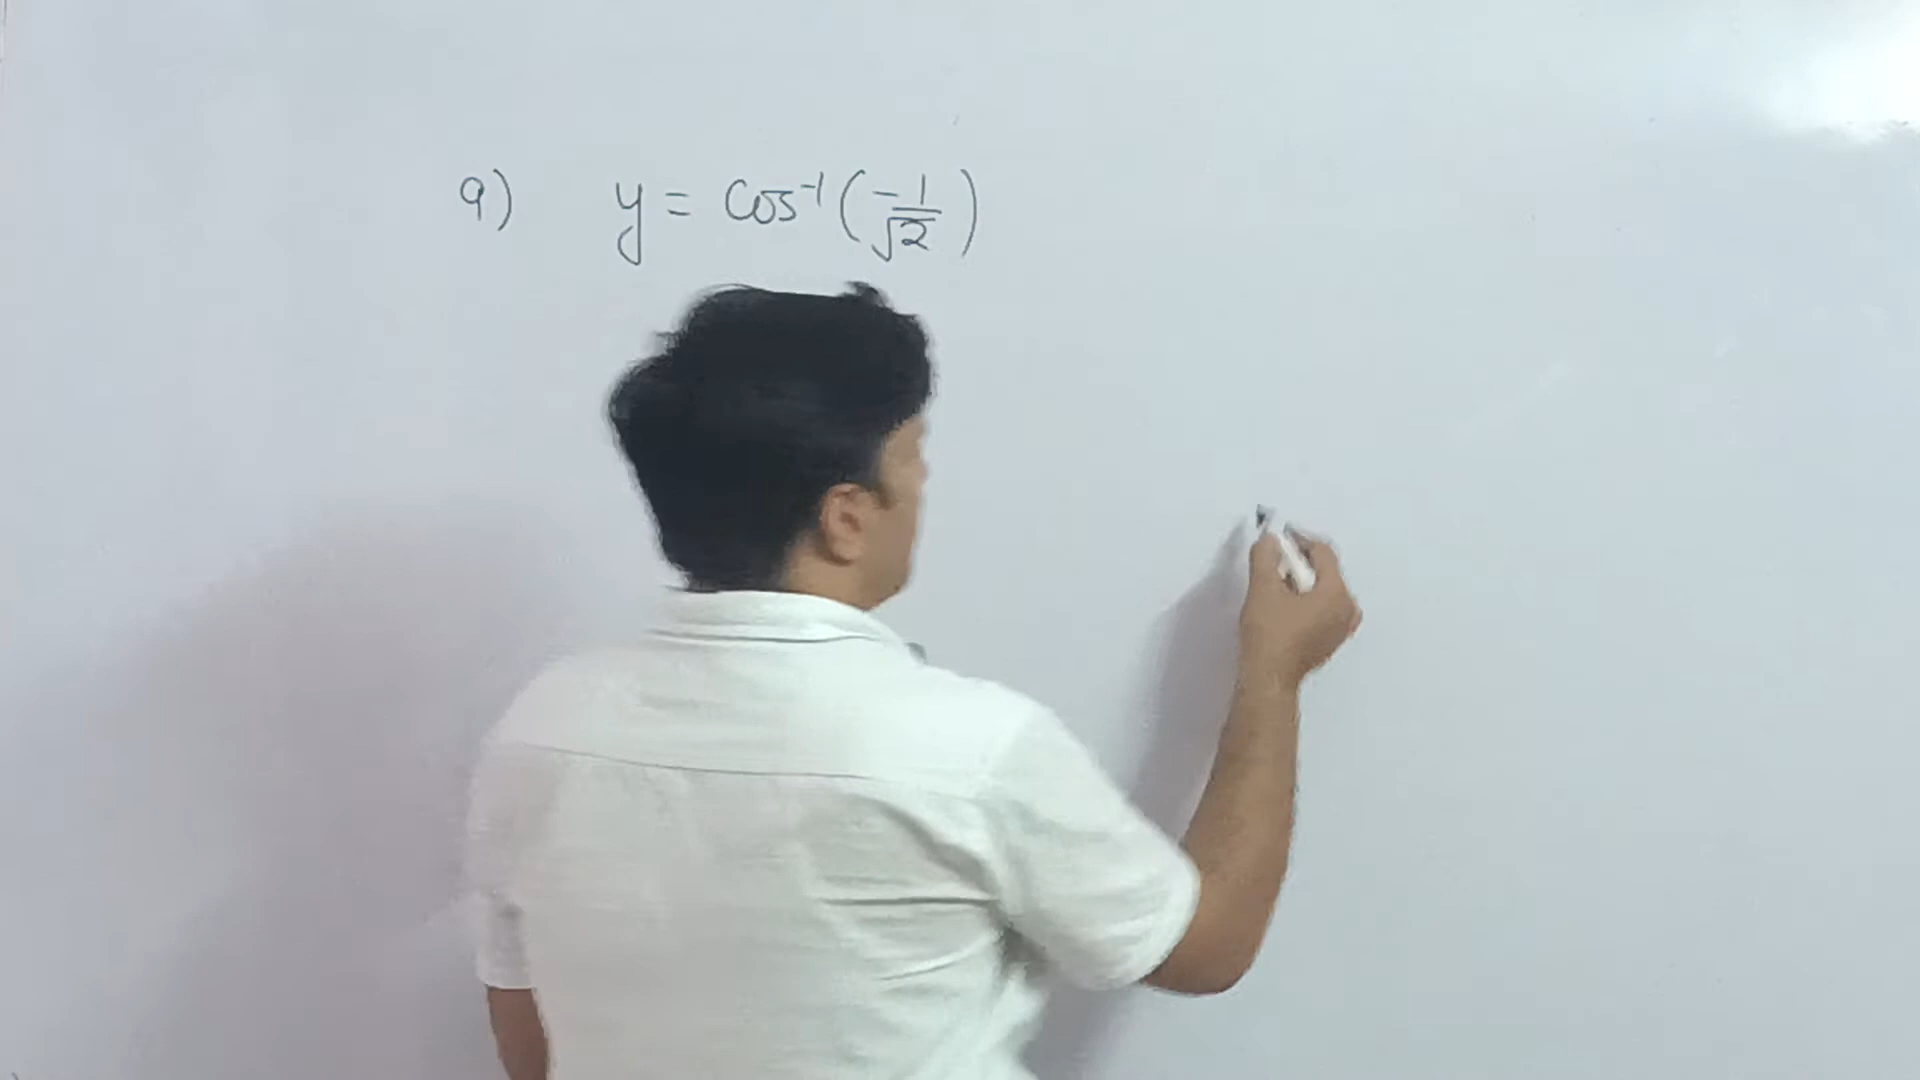 9) y = cos⁻¹(-1/√2)